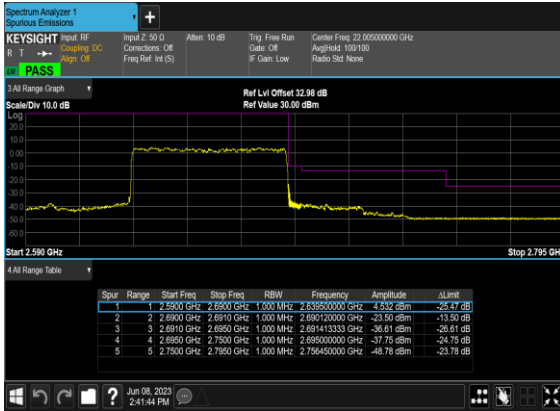 Spectrum Analyzer 1
Spurious Emissions
KEYSIGHT Input: RF Input Z: 50 Ω Atten: 10 dB Trig: Free Run Center Freq: 22.005000000 GHz
R T Coupling: DC Corrections: Off Gate: Off Avg|Hold: 100/100
Align: Off Freq Ref: Int (S) IF Gain: Low Radio Std: None
PASS
3 All Range Graph
Ref Lvl Offset 32.98 dB
Scale/Div 10.0 dB Ref Value 30.00 dBm
Log
20.0
10.0
0.00
-10.0
-20.0
-30.0
-40.0
-50.0
-60.0
Start 2.590 GHz Stop 2.795 GH
4 All Range Table
Spur Range Start Freq Stop Freq RBW Frequency Amplitude ΔLimit
1 1 2.5900 GHz 2.6900 GHz 1.000 MHz 2.639500000 GHz 4.532 dBm -25.47 dB
2 2 2.6900 GHz 2.6910 GHz 1.000 MHz 2.690120000 GHz -23.50 dBm -13.50 dB
3 3 2.6910 GHz 2.6950 GHz 1.000 MHz 2.691413333 GHz -36.61 dBm -26.61 dB
4 4 2.6950 GHz 2.7500 GHz 1.000 MHz 2.695000000 GHz -37.75 dBm -24.75 dB
5 5 2.7500 GHz 2.7950 GHz 1.000 MHz 2.756450000 GHz -48.78 dBm -23.78 dB
Jun 08, 2023
2:41:44 PM